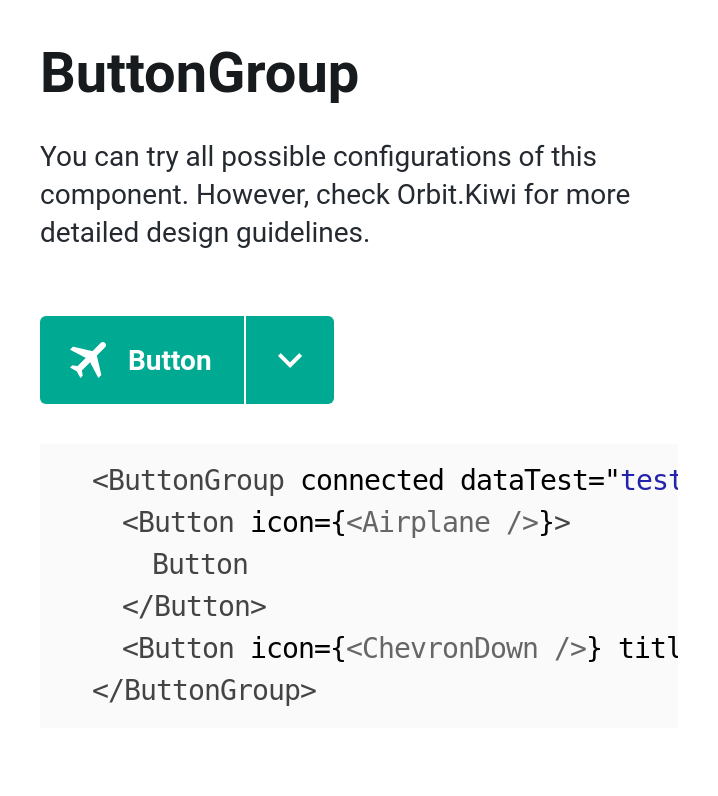 ButtonGroup
You can try all possible configurations of this
component. However, check Orbit.Kiwi for more
detailed design guidelines.
Button
<ButtonGroup connected dataTest="test
<Button icon={<Airplane />}>
Button
</Button>
<Button icon={<ChevronDown />} titl
</ButtonGroup>